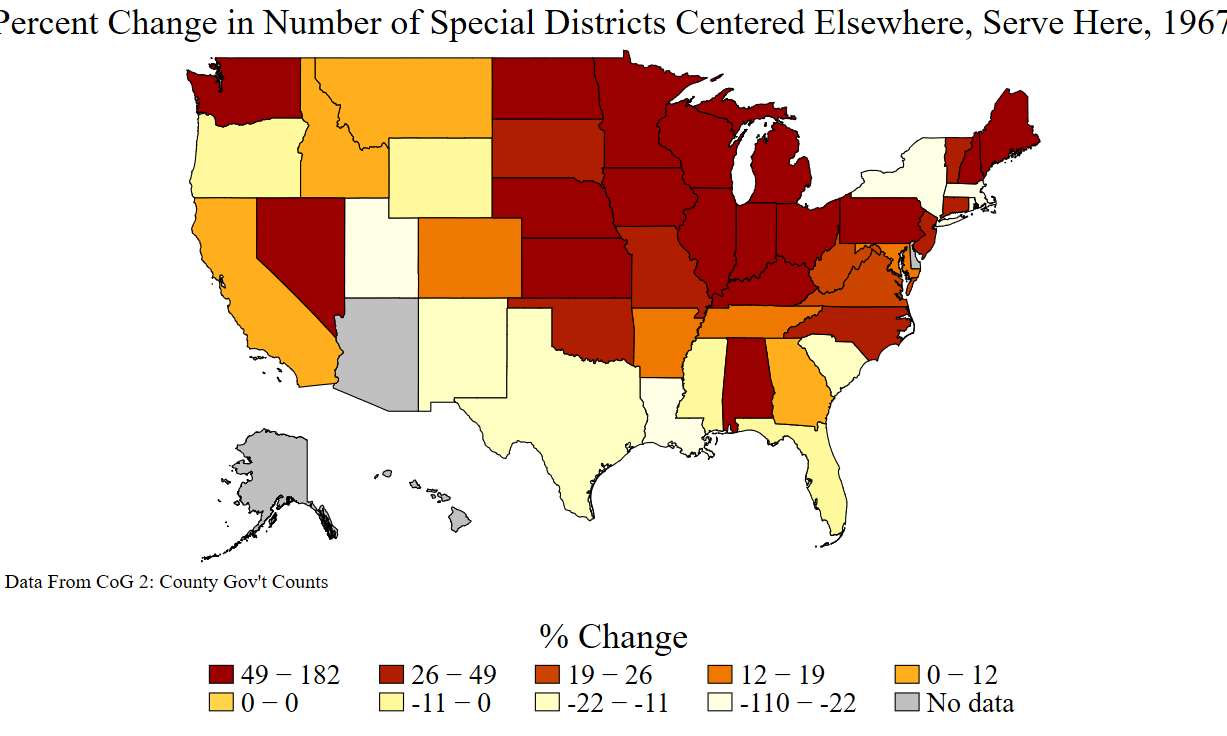 Percent Change in Number of Special Districts Centered Elsewhere, Serve Here, 1967
Data From CoG 2: County Gov't Counts
% Change
49 − 182 26 − 49 19 − 26 12 − 19 0 − 12
0 − 0 -11 − 0 -22 − -11 -110 − -22 No data